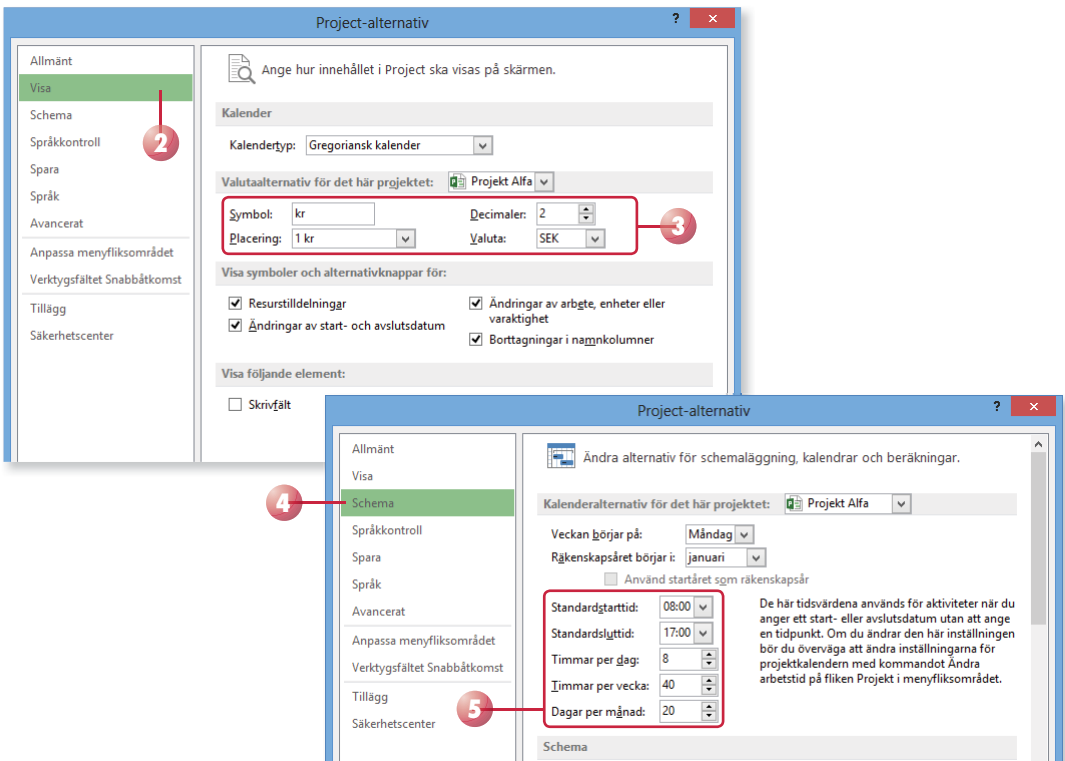 Project-alternativ
?
Allmänt
Visa
Schema
Språkkontroll
Spara
Språk
Avancerat
Anpassa menyfliksområdet
Verktygsfältet Snabbåtkomst
Tillägg
Säkerhetscenter
2
Ange hur innehållet i Project ska visas på skärmen.
Kalender
Kalendertyp: Gregoriansk kalender
Valutaalternativ för det här projektet: Projekt Alfa
Symbol: kr Decimaler: 2
Placering: 1 kr Valuta: SEK
3
Visa symboler och alternativknappar för:
Resurstilldelningar
Ändringar av start- och avslutsdatum
Ändringar av arbete, enheter eller
varaktighet
Borttagningar i namnkolumner
Visa följande element:
Skrivfält
Project-alternativ
?
Allmänt
Visa
4
Schema
Språkkontroll
Spara
Språk
Avancerat
Anpassa menyfliksområdet
Verktygsfältet Snabbåtkomst
Tillägg
Säkerhetscenter
Ändra alternativ för schemaläggning, kalendrar och beräkningar.
Kalenderalternativ för det här projektet: Projekt Alfa
Veckan börjar på: Måndag
Räkenskapsåret börjar i: januari
Använd startåret som räkenskapsår
Standardstarttid: 08:00
Standardsluttid: 17:00
Timmar per dag: 8
Timmar per vecka: 40
Dagar per månad: 20
5
De här tidsvärdena används för aktiviteter när du
anger ett start- eller avslutsdatum utan att ange
en tidpunkt. Om du ändrar den här inställningen
bör du överväga att ändra inställningarna för
projektkalendern med kommandot Ändra
arbetstid på fliken Projekt i menyfliksområdet.
Schema